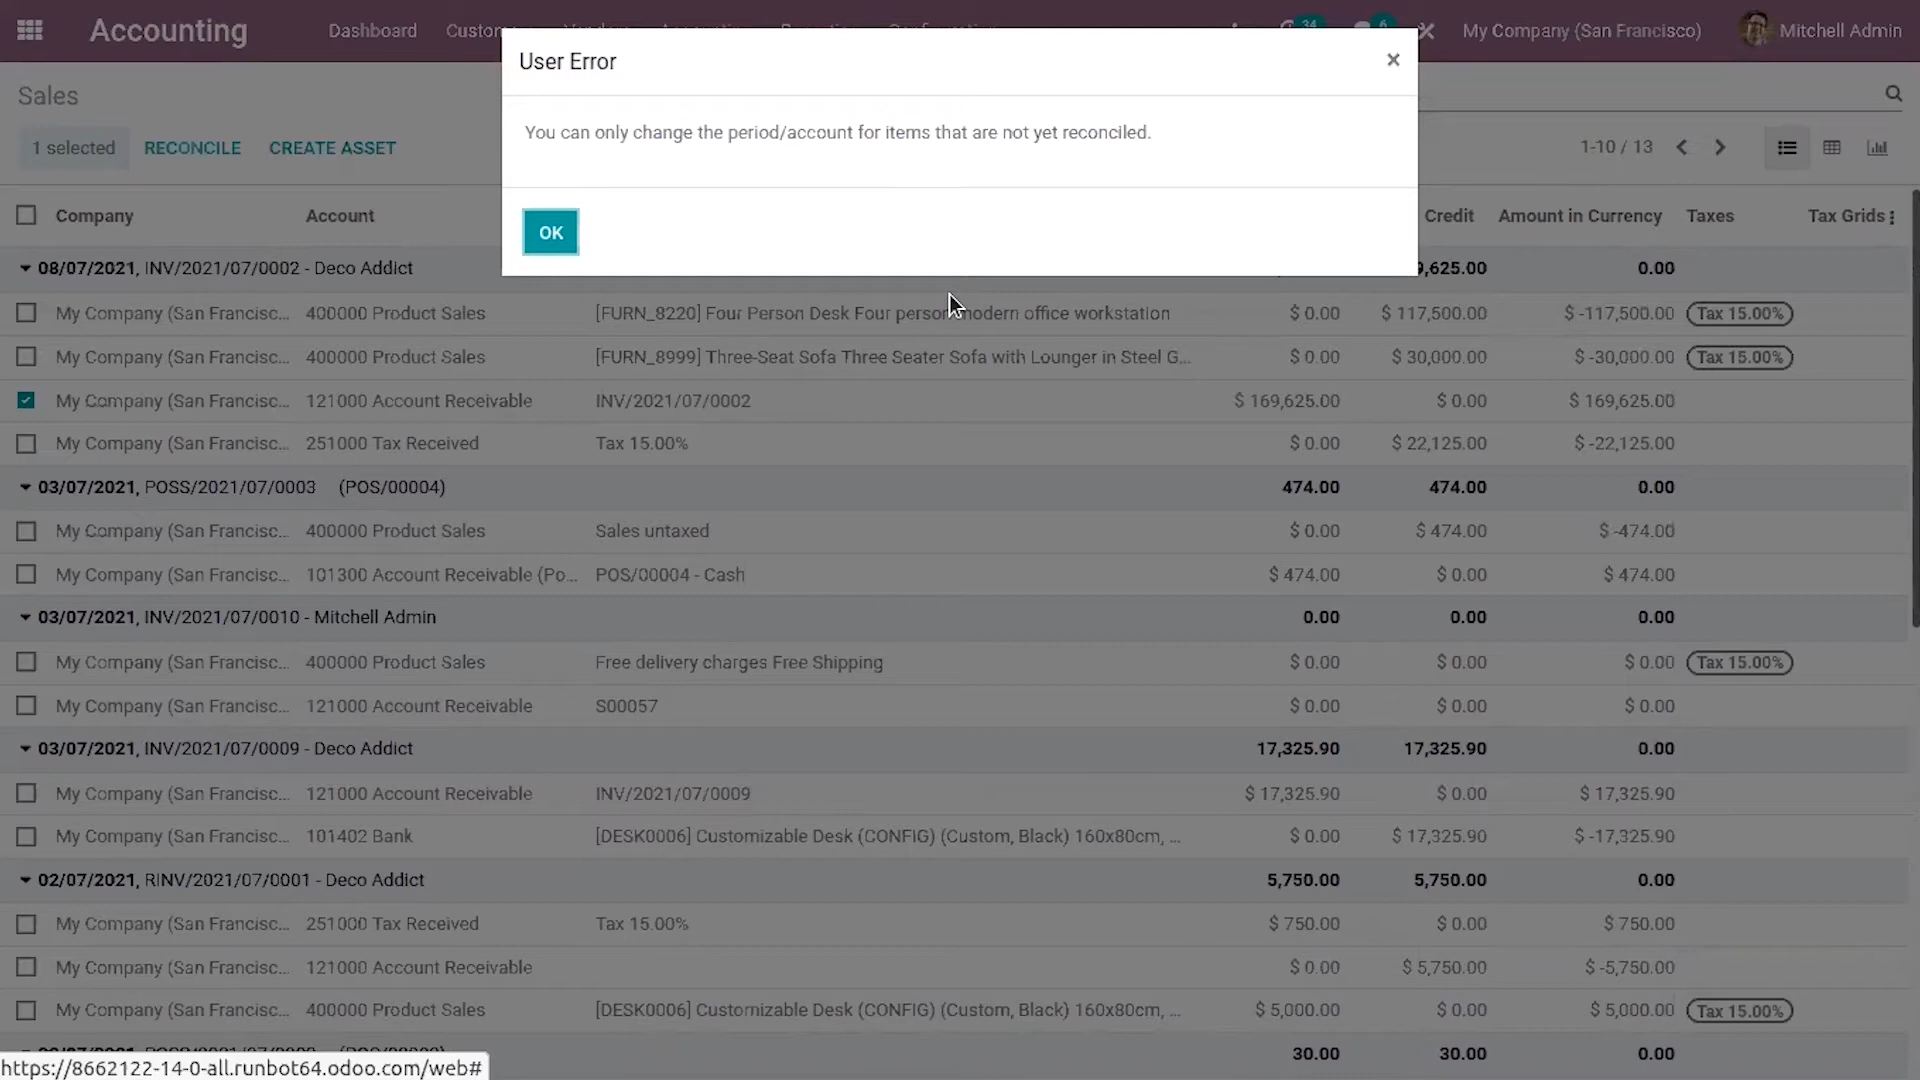 Accounting Dashboard 34 6 My Company (San Francisco) Mitchell Admin
User Error ×
You can only change the period/account for items that are not yet reconciled.
OK
Sales
1 selected RECONCILE CREATE ASSET 1-10 / 13
Company Account Credit Amount in Currency Taxes Tax Grids
08/07/2021, INV/2021/07/0002 - Deco Addict 0.00
My Company (San Francisc... 400000 Product Sales [FURN_8220] Four Person Desk Four person modern office workstation $ 0.00 $ 117,500.00 $ -117,500.00 Tax 15.00%
My Company (San Francisc... 400000 Product Sales [FURN_8999] Three-Seat Sofa Three Seater Sofa with Lounger in Steel G... $ 0.00 $ 30,000.00 $ -30,000.00 Tax 15.00%
My Company (San Francisc... 121000 Account Receivable INV/2021/07/0002 $ 169,625.00 $ 0.00 $ 169,625.00
My Company (San Francisc... 251000 Tax Received Tax 15.00% $ 0.00 $ 22,125.00 $ -22,125.00
03/07/2021, POSS/2021/07/0003 (POS/00004) 474.00 474.00 0.00
My Company (San Francisc... 400000 Product Sales Sales untaxed $ 0.00 $ 474.00 $ -474.00
My Company (San Francisc... 101300 Account Receivable (Po... POS/00004 - Cash $ 474.00 $ 0.00 $ 474.00
03/07/2021, INV/2021/07/0010 - Mitchell Admin 0.00 0.00 0.00
My Company (San Francisc... 400000 Product Sales Free delivery charges Free Shipping $ 0.00 $ 0.00 $ 0.00 Tax 15.00%
My Company (San Francisc... 121000 Account Receivable S00057 $ 0.00 $ 0.00 $ 0.00
03/07/2021, INV/2021/07/0009 - Deco Addict 17,325.90 17,325.90 0.00
My Company (San Francisc... 121000 Account Receivable INV/2021/07/0009 $ 17,325.90 $ 0.00 $ 17,325.90
My Company (San Francisc... 101402 Bank [DESK0006] Customizable Desk (CONFIG) (Custom, Black) 160x80cm, ... $ 0.00 $ 17,325.90 $ -17,325.90
02/07/2021, RINV/2021/07/0001 - Deco Addict 5,750.00 5,750.00 0.00
My Company (San Francisc... 251000 Tax Received Tax 15.00% $ 750.00 $ 0.00 $ 750.00
My Company (San Francisc... 121000 Account Receivable $ 0.00 $ 5,750.00 $ -5,750.00
My Company (San Francisc... 400000 Product Sales [DESK0006] Customizable Desk (CONFIG) (Custom, Black) 160x80cm, ... $ 5,000.00 $ 0.00 $ 5,000.00 Tax 15.00%
30.00 30.00 0.00
https://8662122-14-0-all.runbot64.odoo.com/web#